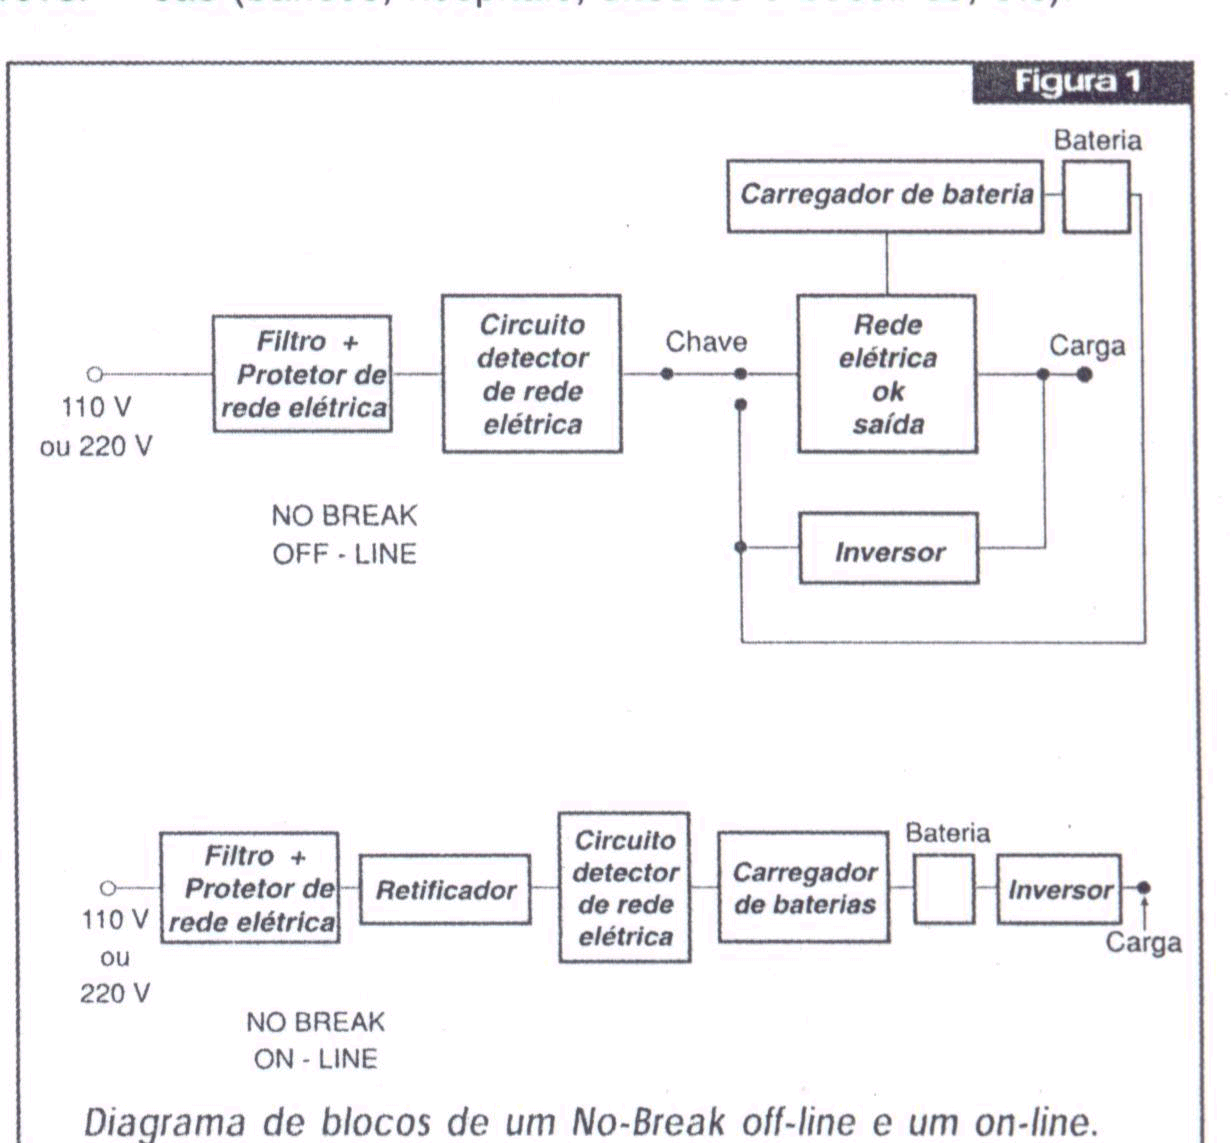 Figura 1
Bateria
Carregador de bateria
Filtro +
Protetor de
rede elétrica
Circuito
detector
de rede
elétrica
Chave
Rede
elétrica
ok
saída
Carga
110 V
ou 220 V
NO BREAK
OFF - LINE
Inversor
Filtro +
Protetor de
rede elétrica
Retificador
Circuito
detector
de rede
elétrica
Carregador
de baterias
Bateria
Inversor
110 V
ou
220 V
Carga
NO BREAK
ON - LINE
Diagrama de blocos de um No-Break off-line e um on-line.